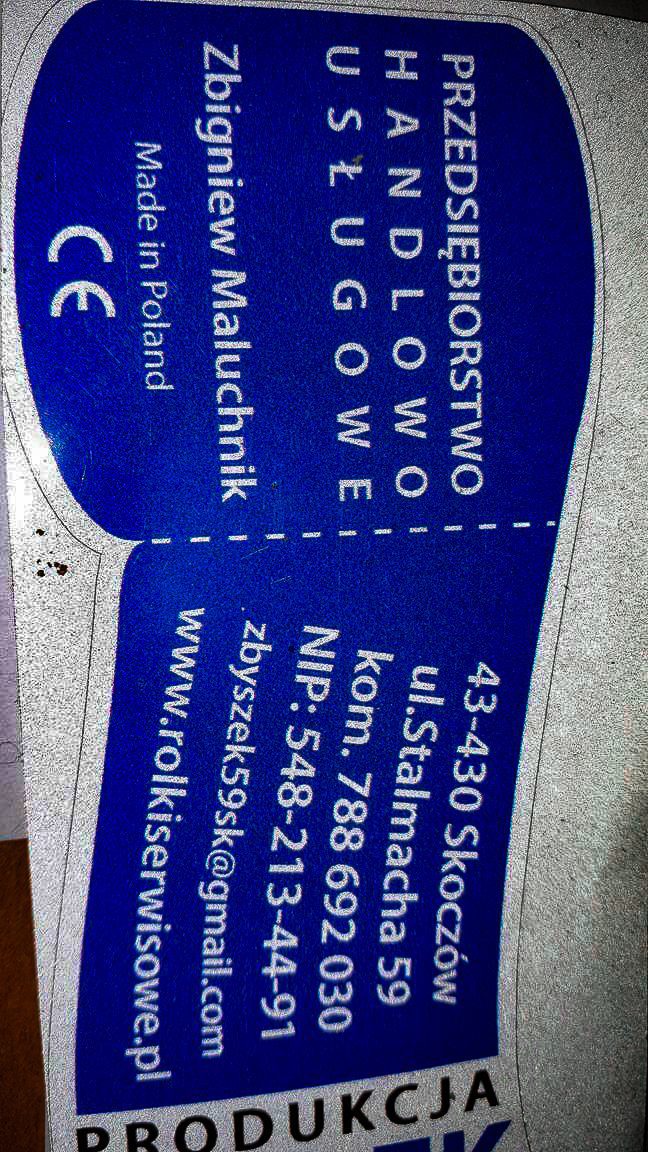 PRZEDSIĘBIORSTWO
HANDLOWO
USŁUGOWE
Zbigniew Maluchnik
Made in Poland
CE
43-430 Skoczów
ul.Stalmacha 59
kom. 788 692 030
NIP: 548-213-44-91
zbyszek59sk@gmail.com
www.rolkiserwisowe.pl
PRODUKCJA